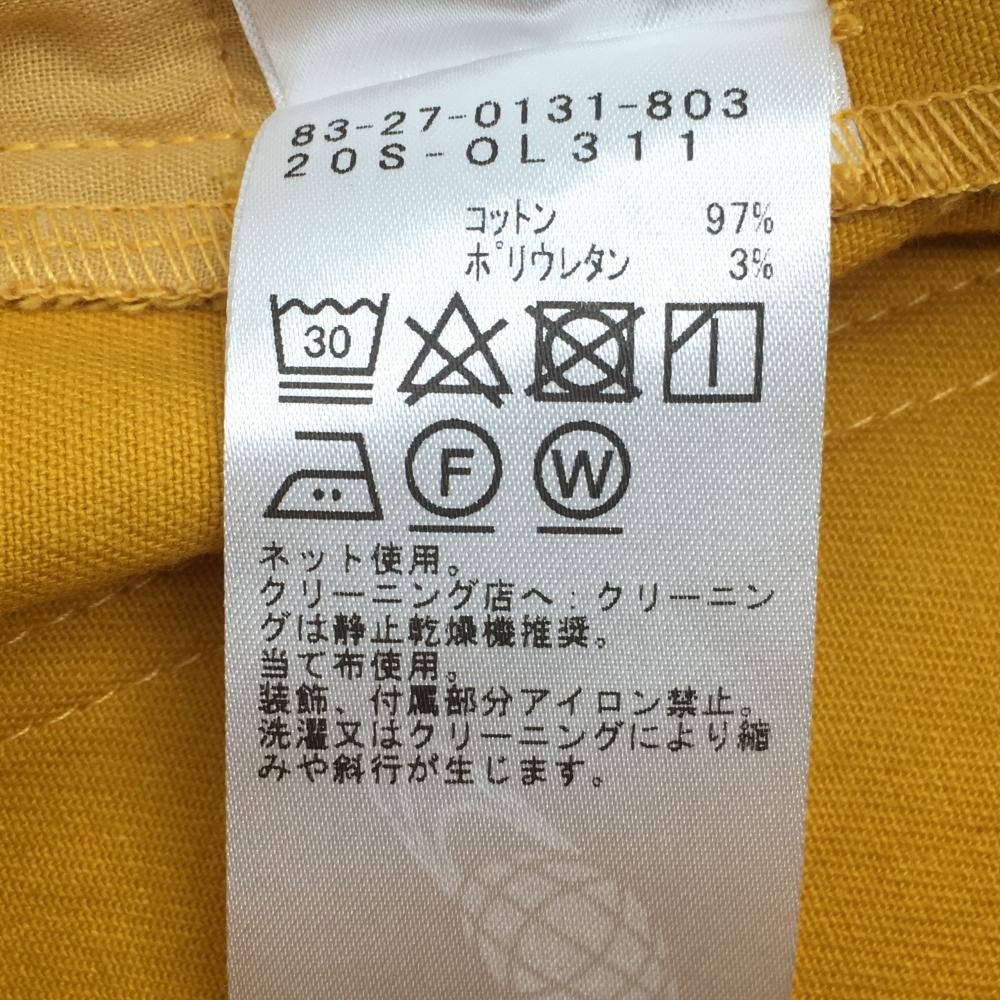 83-27-0131-803
20S-OL311
コットン 97%
ポリウレタン 3%
30
F W
ネット使用。
クリーニング店へ:クリーニン
グは静止乾燥機推奨。
当て布使用。
装飾、付属部分アイロン禁止。
洗濯又はクリーニングにより縮
みや斜行が生じます。